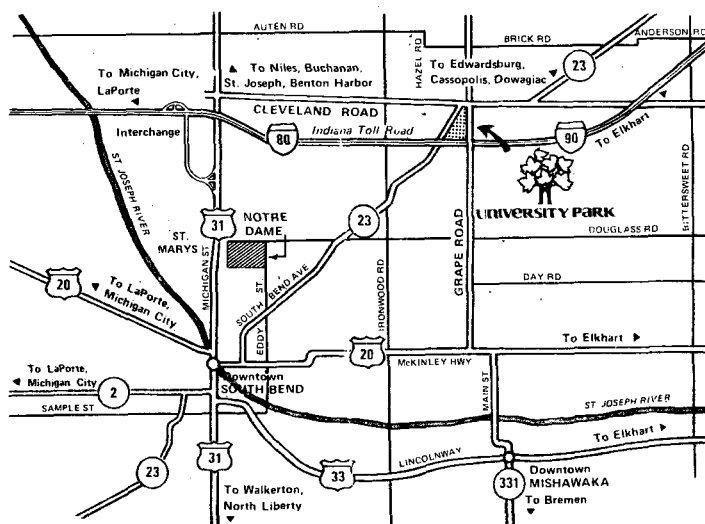 AUTEN RD
HAZEL RD
BRICK RD
ANDERSON RD
To Michigan City,
LaPorte
To Niles, Buchanan,
St. Joseph, Benton Harbor
To Edwardsburg,
Cassopolis, Dowagiac
23
CLEVELAND ROAD
Interchange
80
Indiana Toll Road
90
To Elkhart
ST. JOSEPH RIVER
UNIVERSITY PARK
BITTERSWEET RD
31
NOTRE
DAME
23
ST.
MARYS
MICHIGAN ST
DOUGLASS RD
20
To LaPorte,
Michigan City
SOUTH BEND AVE
EDDY ST.
IRONWOOD RD
GRAPE ROAD
DAY RD
To Elkhart
20
McKINLEY HWY
To LaPorte,
Michigan City
2
Downtown
SOUTH BEND
MAIN ST
SAMPLE ST
ST. JOSEPH RIVER
To Elkhart
23
31
33
LINCOLNWAY
331
Downtown
MISHAWAKA
To Walkerton,
North Liberty
To Bremen